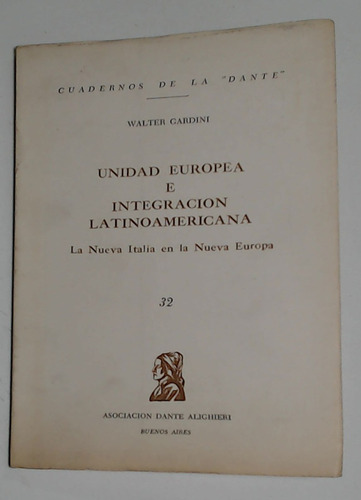 CUADERNOS DE LA "DANTE"
WALTER GARDINI
UNIDAD EUROPEA
E
INTEGRACION
LATINOAMERICANA
La Nueva Italia en la Nueva Europa
32
ASOCIACION DANTE ALIGHIERI
BUENOS AIRES